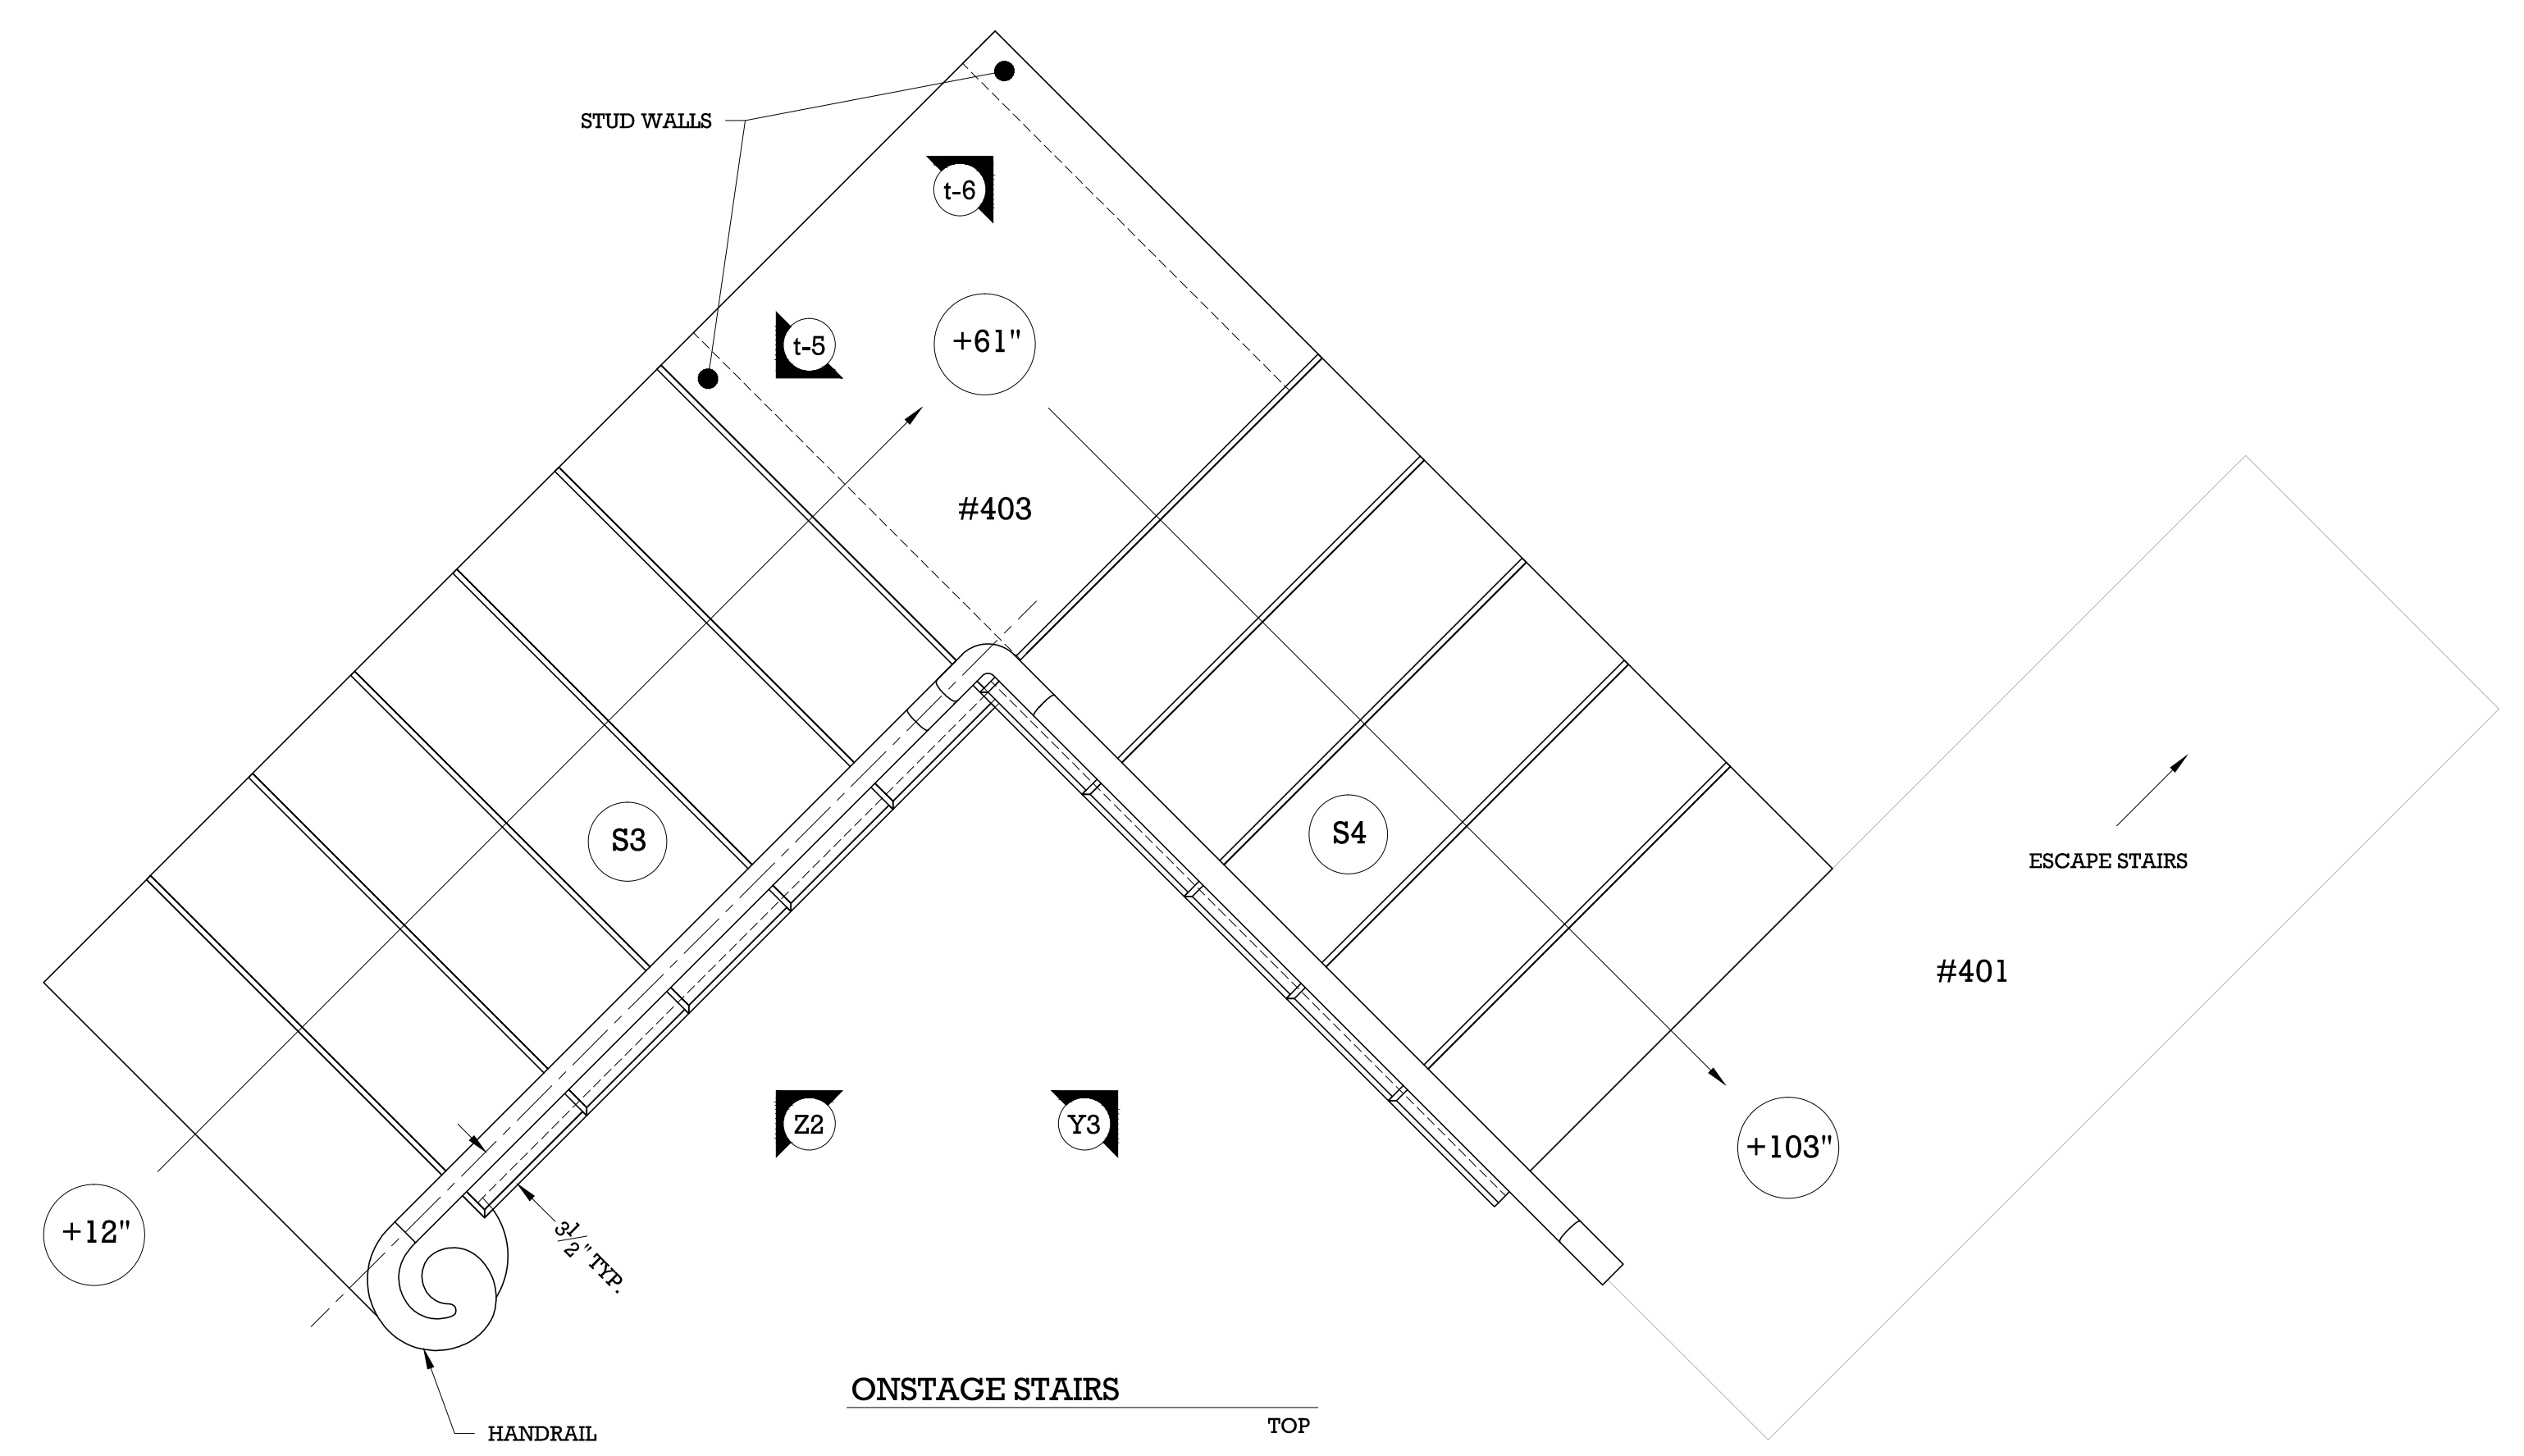 STUD WALLS
t-6
t-5
+61"
#403
S3
S4
ESCAPE STAIRS
#401
Z2
Y3
+103"
+12"
3 1/2" TYP.
ONSTAGE STAIRS
TOP
HANDRAIL